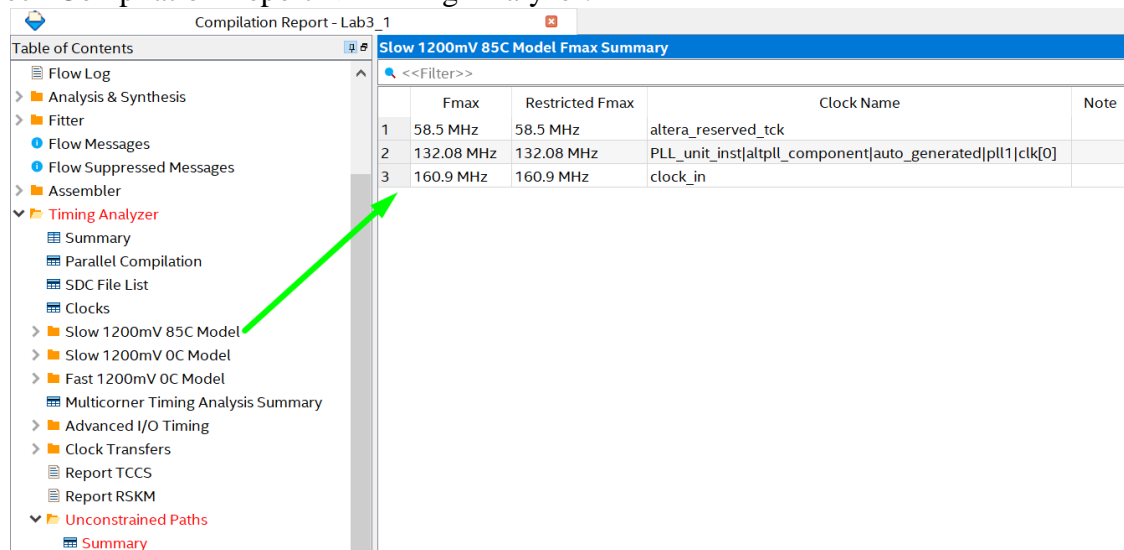 Compilation Report - Lab3_1
Table of Contents
Flow Log
Analysis & Synthesis
Fitter
Flow Messages
Flow Suppressed Messages
Assembler
Timing Analyzer
Summary
Parallel Compilation
SDC File List
Clocks
Slow 1200mV 85C Model
Slow 1200mV 0C Model
Fast 1200mV 0C Model
Multicorner Timing Analysis Summary
Advanced I/O Timing
Clock Transfers
Report TCCS
Report RSKM
Unconstrained Paths
Summary
Slow 1200mV 85C Model Fmax Summary
<<Filter>>
Fmax Restricted Fmax Clock Name Note
1 58.5 MHz 58.5 MHz altera_reserved_tck
2 132.08 MHz 132.08 MHz PLL_unit_inst|altpll_component|auto_generated|pll1|clk[0]
3 160.9 MHz 160.9 MHz clock_in